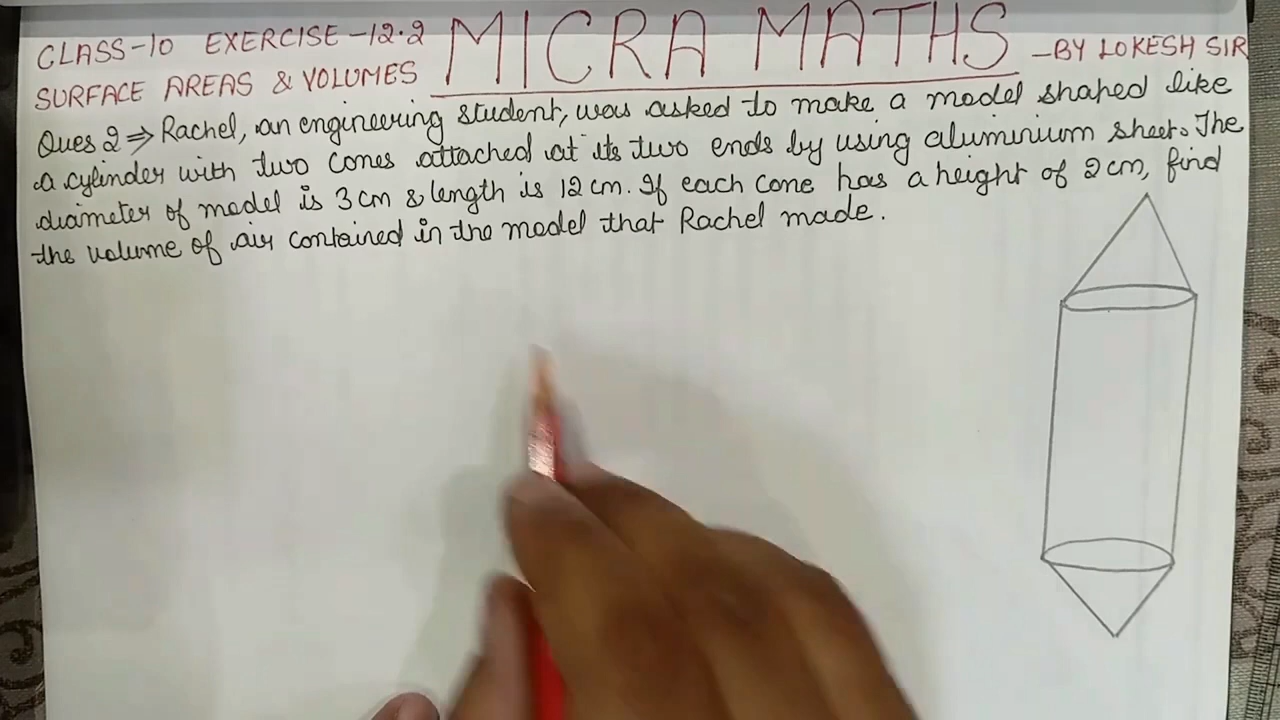 CLASS-10 EXERCISE-12.2 MICRA MATHS -BY LOKESH SIR
SURFACE AREAS & VOLUMES
Ques 2 ⇒ Rachel, an engineering student, was asked to make a model shaped like
a cylinder with two cones attached at its two ends by using aluminium sheet. The
diameter of model is 3 cm & length is 12 cm. If each cone has a height of 2 cm, find
the volume of air contained in the model that Rachel made.